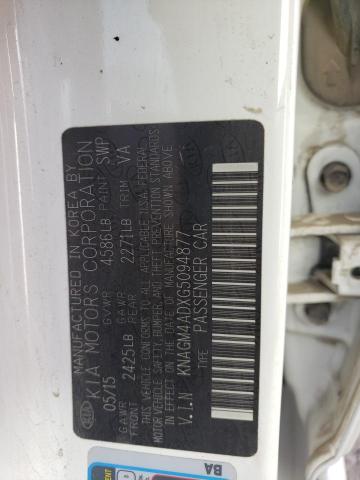 KIA
MANUFACTURED IN KOREA BY
KIA MOTORS CORPORATION
05/15 GVWR 4586LB PAINT SWP
GAWR FRONT 2425LB GAWR REAR 2271LB TRIM VA
THIS VEHICLE CONFORMS TO ALL APPLICABLE U.S.A FEDERAL
MOTOR VEHICLE SAFETY, BUMPER, AND THEFT PREVENTION STANDARDS
IN EFFECT ON THE DATE OF MANUFACTURE SHOWN ABOVE
V.I.N KNAGM4ADXG5094877
TYPE PASSENGER CAR
BA